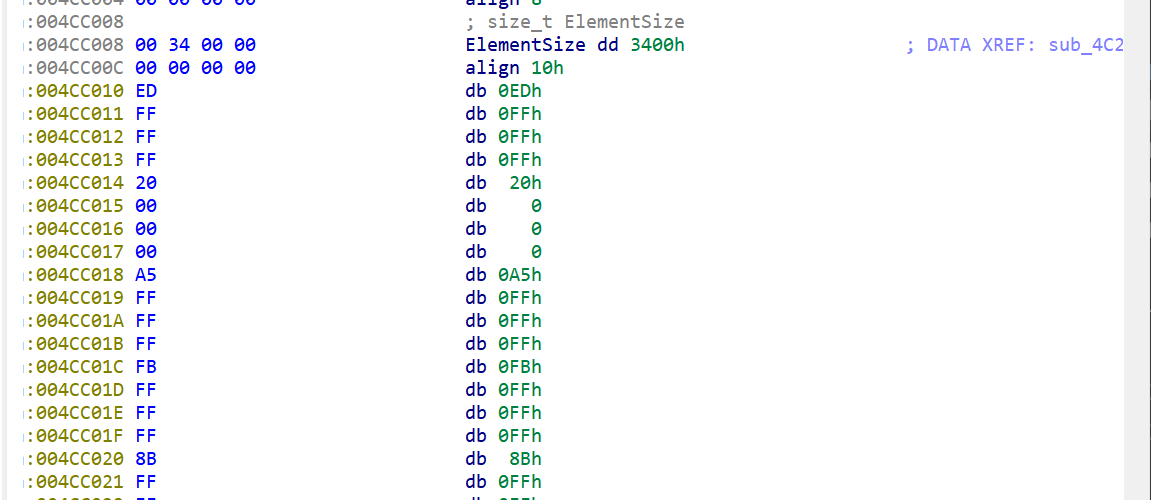 :004CC004 00 00 00 00 align 8
:004CC008 ; size_t ElementSize
:004CC008 00 34 00 00 ElementSize dd 3400h ; DATA XREF: sub_4C2
:004CC00C 00 00 00 00 align 10h
:004CC010 ED db 0EDh
:004CC011 FF db 0FFh
:004CC012 FF db 0FFh
:004CC013 FF db 0FFh
:004CC014 20 db 20h
:004CC015 00 db 0
:004CC016 00 db 0
:004CC017 00 db 0
:004CC018 A5 db 0A5h
:004CC019 FF db 0FFh
:004CC01A FF db 0FFh
:004CC01B FF db 0FFh
:004CC01C FB db 0FBh
:004CC01D FF db 0FFh
:004CC01E FF db 0FFh
:004CC01F FF db 0FFh
:004CC020 8B db 8Bh
:004CC021 FF db 0FFh